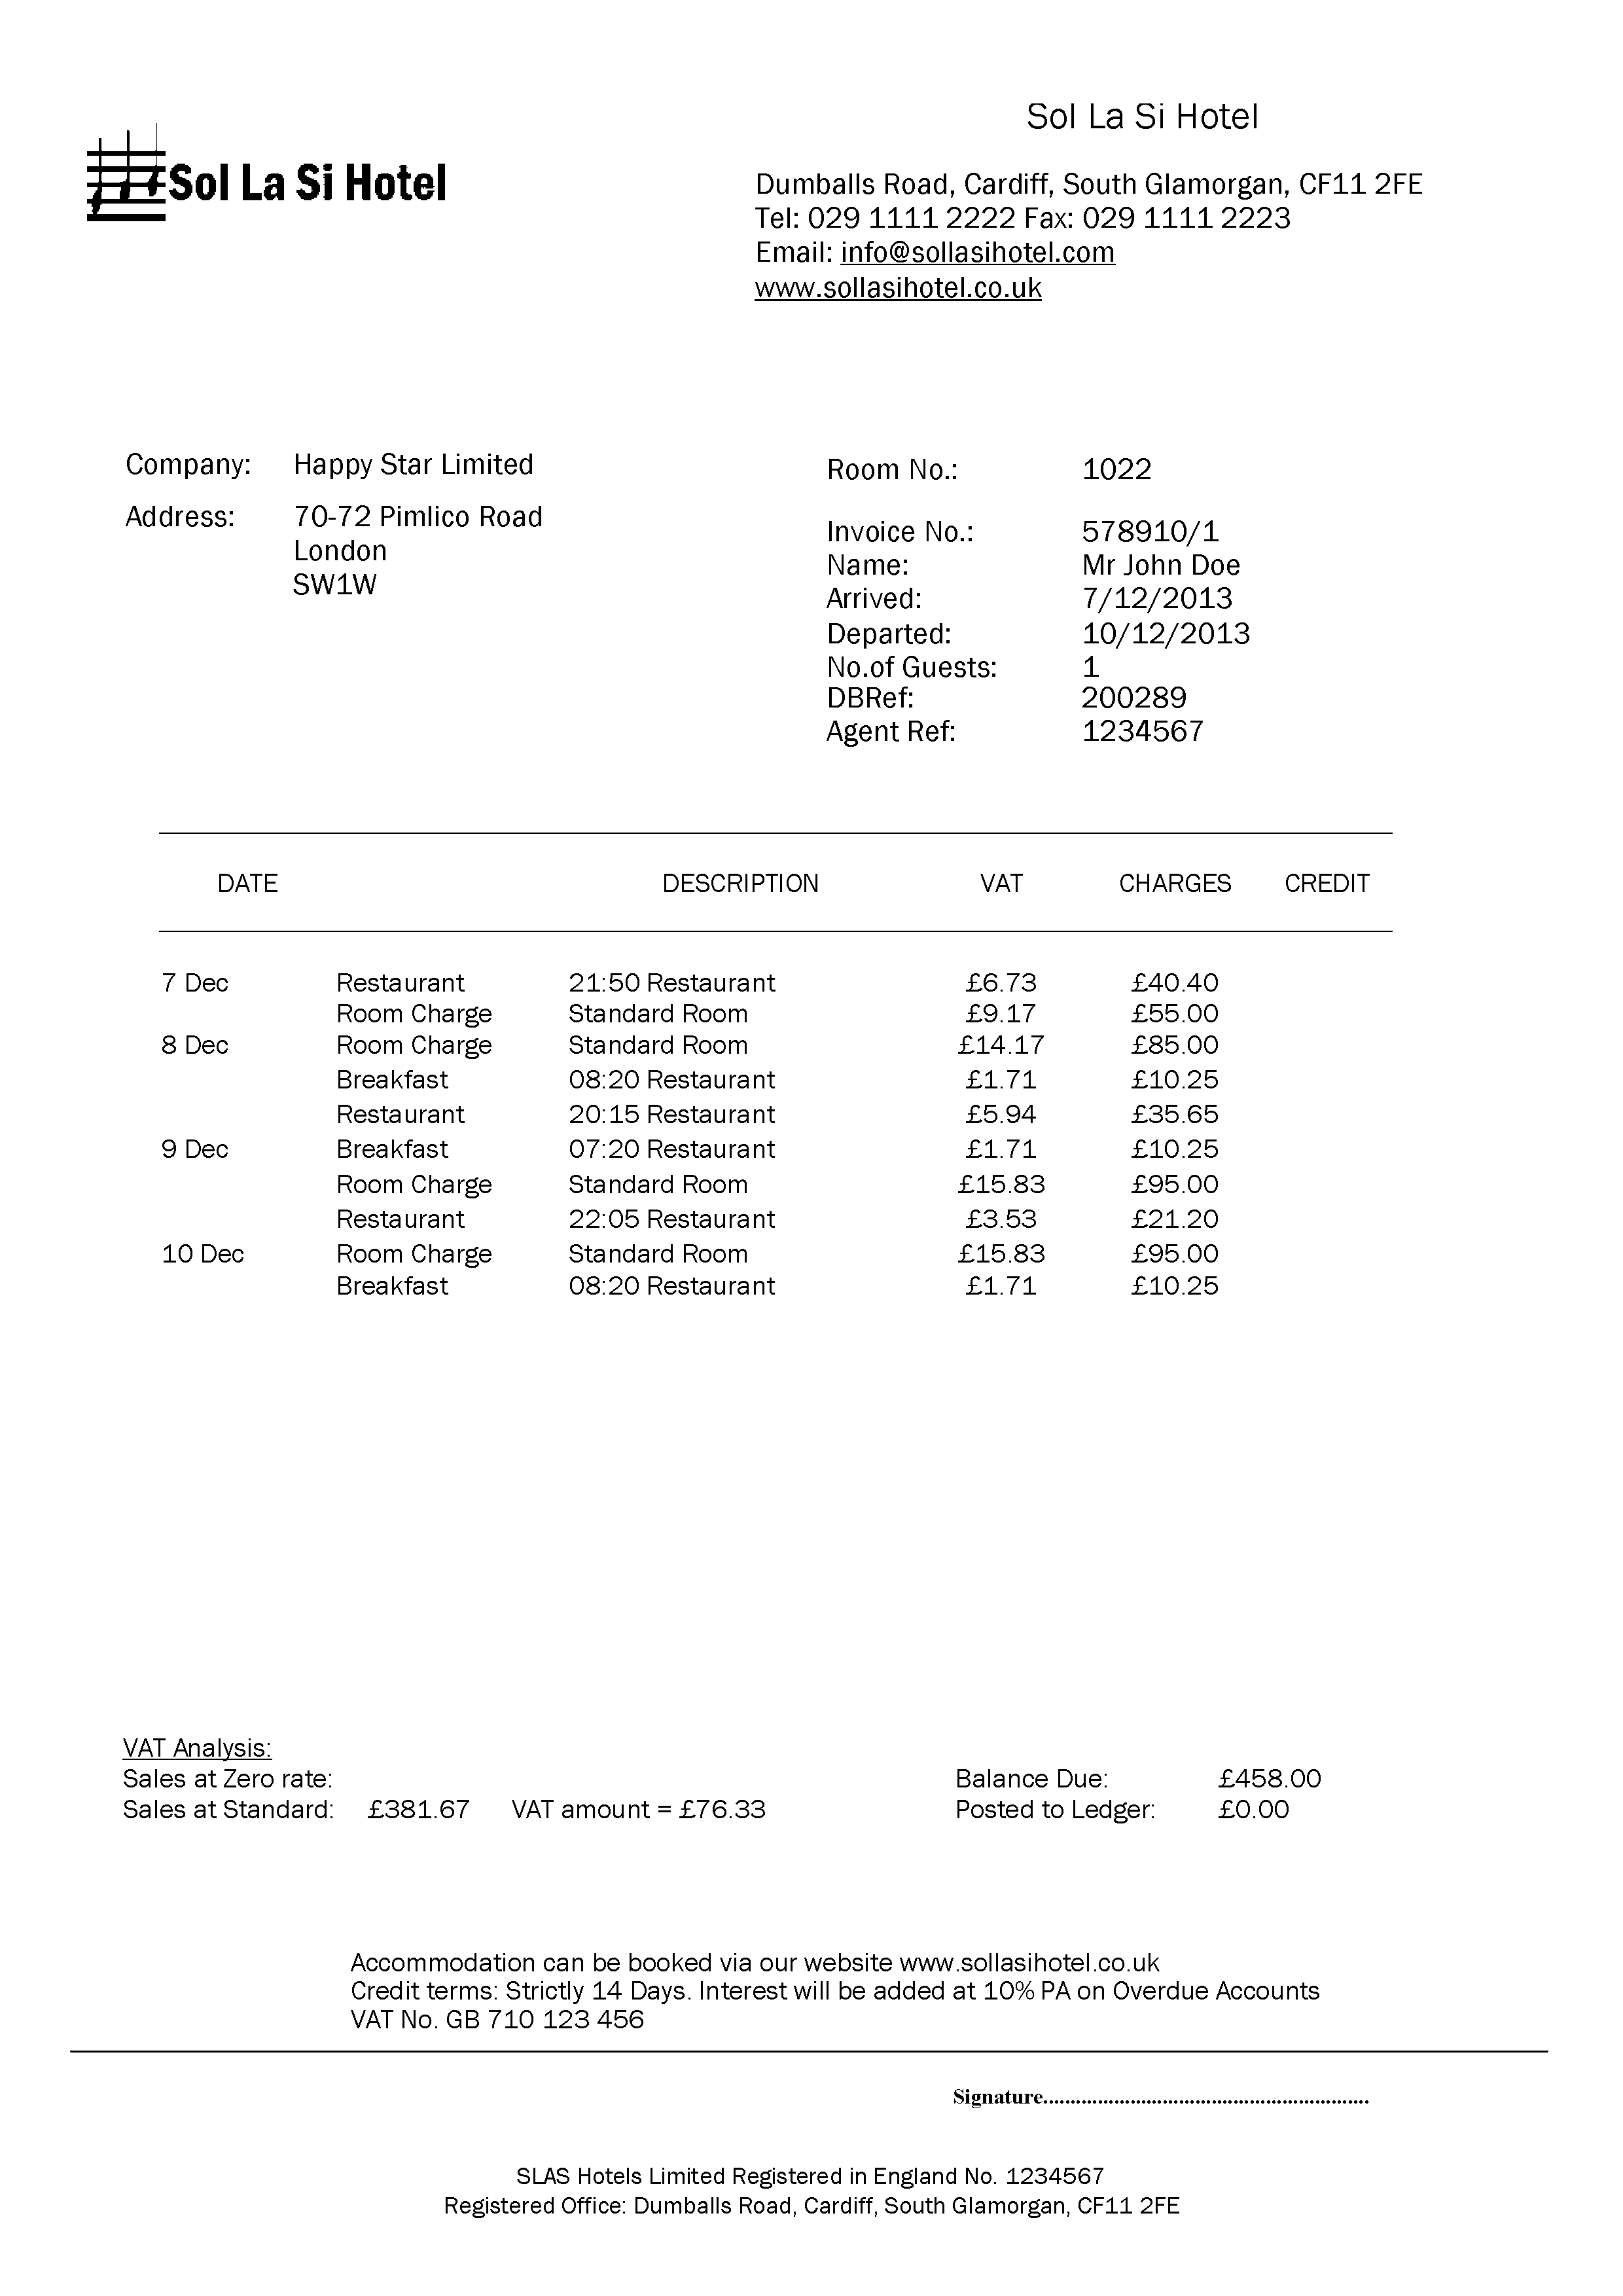 Sol La Si Hotel
Sol La Si Hotel
Dumballs Road, Cardiff, South Glamorgan, CF11 2FE
Tel: 029 1111 2222 Fax: 029 1111 2223
Email: info@sollasihotel.com
www.sollasihotel.co.uk
Company: Happy Star Limited
Address: 70-72 Pimlico Road
London
SW1W
Room No.: 1022
Invoice No.: 578910/1
Name: Mr John Doe
Arrived: 7/12/2013
Departed: 10/12/2013
No.of Guests: 1
DBRef: 200289
Agent Ref: 1234567
DATE DESCRIPTION VAT CHARGES CREDIT
7 Dec Restaurant 21:50 Restaurant £6.73 £40.40
Room Charge Standard Room £9.17 £55.00
8 Dec Room Charge Standard Room £14.17 £85.00
Breakfast 08:20 Restaurant £1.71 £10.25
Restaurant 20:15 Restaurant £5.94 £35.65
9 Dec Breakfast 07:20 Restaurant £1.71 £10.25
Room Charge Standard Room £15.83 £95.00
Restaurant 22:05 Restaurant £3.53 £21.20
10 Dec Room Charge Standard Room £15.83 £95.00
Breakfast 08:20 Restaurant £1.71 £10.25
VAT Analysis:
Sales at Zero rate:
Sales at Standard: £381.67 VAT amount = £76.33
Balance Due: £458.00
Posted to Ledger: £0.00
Accommodation can be booked via our website www.sollasihotel.co.uk
Credit terms: Strictly 14 Days. Interest will be added at 10% PA on Overdue Accounts
VAT No. GB 710 123 456
Signature............................................................
SLAS Hotels Limited Registered in England No. 1234567
Registered Office: Dumballs Road, Cardiff, South Glamorgan, CF11 2FE